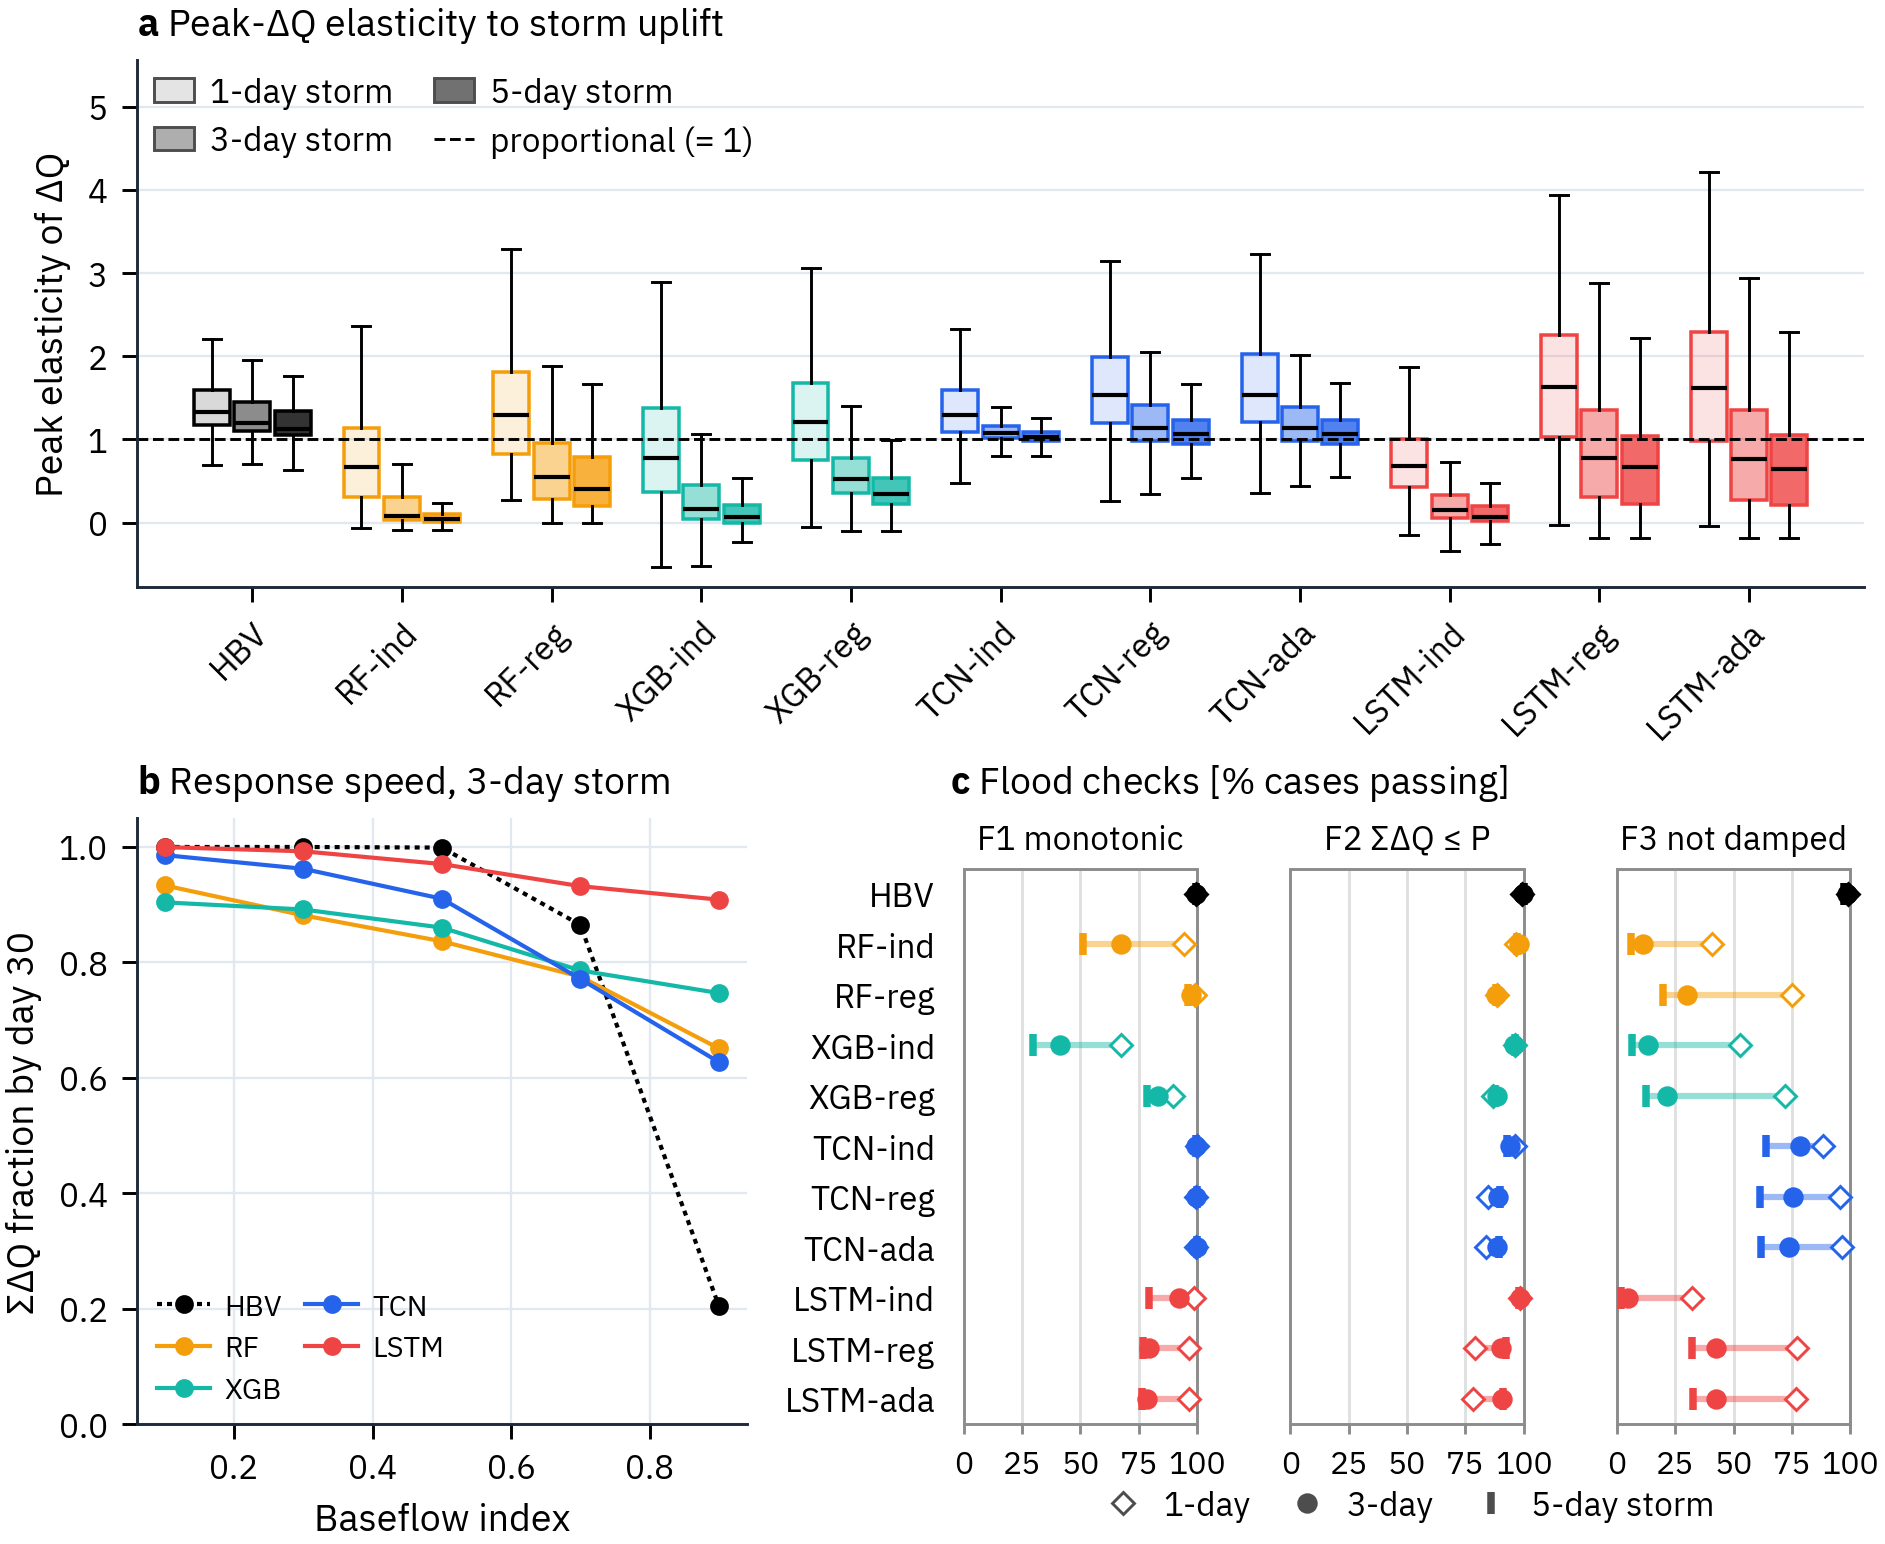 a Peak-ΔQ elasticity to storm uplift
1-day storm
3-day storm
5-day storm
proportional (= 1)
Peak elasticity of ΔQ
5
4
3
2
1
0
HBV
RF-ind
RF-reg
XGB-ind
XGB-reg
TCN-ind
TCN-reg
TCN-ada
LSTM-ind
LSTM-reg
LSTM-ada
b Response speed, 3-day storm
ΣΔQ fraction by day 30
1.0
0.8
0.6
0.4
0.2
0.0
HBV
RF
XGB
TCN
LSTM
0.2 0.4 0.6 0.8
Baseflow index
c Flood checks [% cases passing]
F1 monotonic
F2 ΣΔQ ≤ P
F3 not damped
HBV
RF-ind
RF-reg
XGB-ind
XGB-reg
TCN-ind
TCN-reg
TCN-ada
LSTM-ind
LSTM-reg
LSTM-ada
0 25 50 75 100
0 25 50 75 100
0 25 50 75 100
1-day 3-day 5-day storm